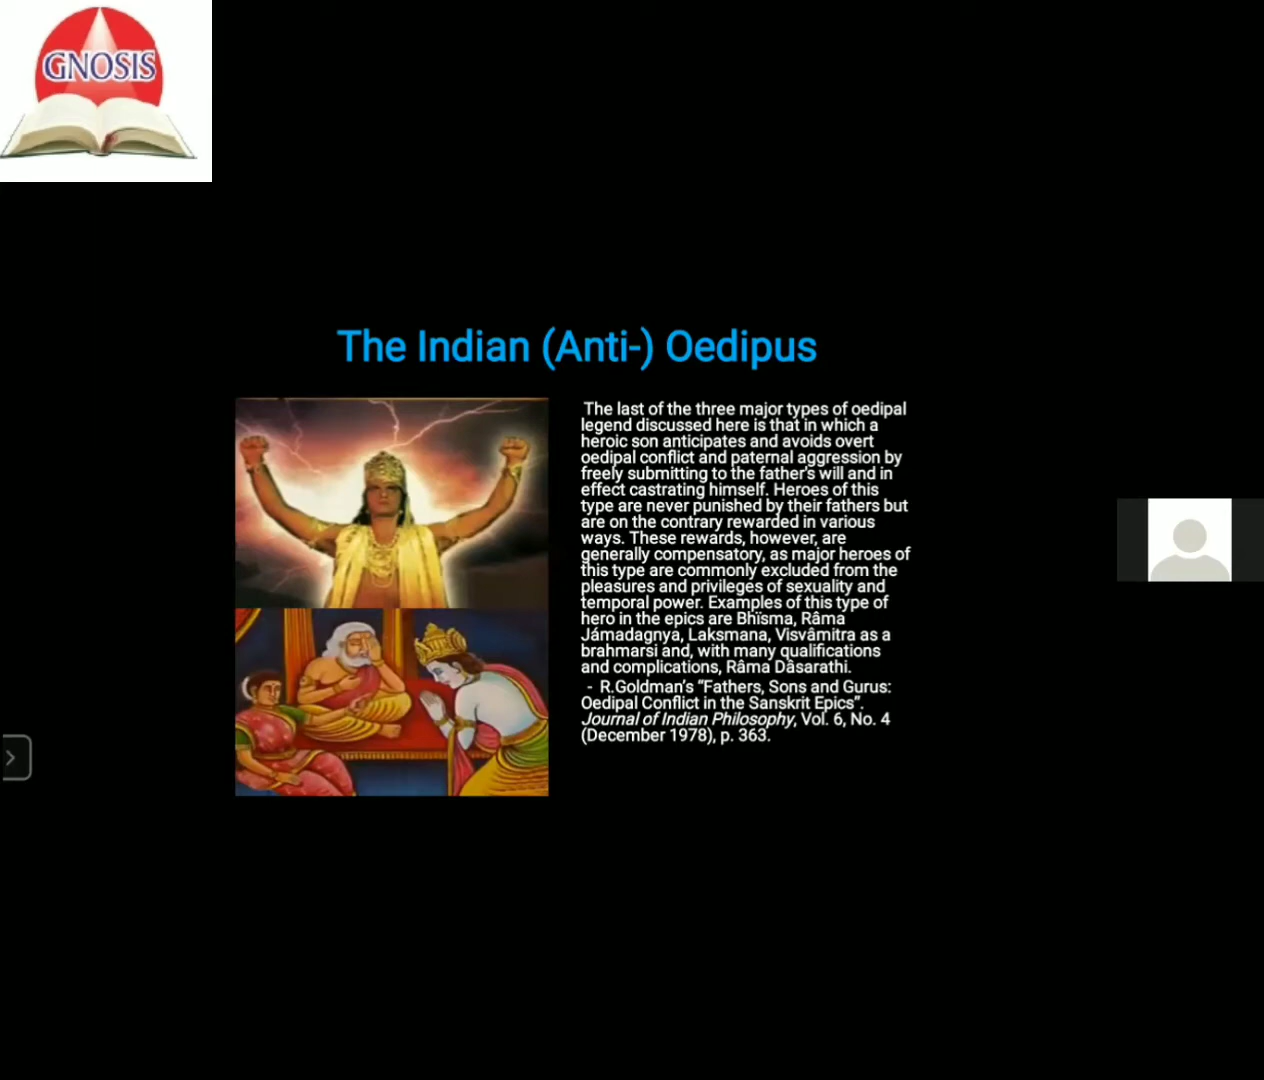 GNOSIS
The Indian (Anti-) Oedipus
The last of the three major types of oedipal
legend discussed here is that in which a
heroic son anticipates and avoids overt
oedipal conflict and paternal aggression by
freely submitting to the father's will and in
effect castrating himself. Heroes of this
type are never punished by their fathers but
are on the contrary rewarded in various
ways. These rewards, however, are
generally compensatory, as major heroes of
this type are commonly excluded from the
pleasures and privileges of sexuality and
temporal power. Examples of this type of
hero in the epics are Bhïsma, Râma
Jámadagnya, Laksmana, Visvâmitra as a
brahmarsi and, with many qualifications
and complications, Râma Dâsarathi.
- R.Goldman's “Fathers, Sons and Gurus:
Oedipal Conflict in the Sanskrit Epics”.
Journal of Indian Philosophy, Vol. 6, No. 4
(December 1978), p. 363.